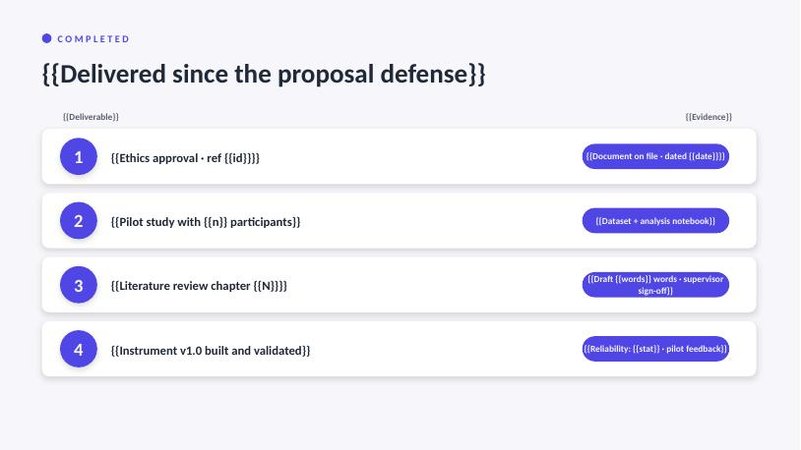 COMPLETED
{{Delivered since the proposal defense}}
{{Deliverable}}
{{Evidence}}
1
{{Ethics approval · ref {{id}}}}
{{Document on file · dated {{date}}}}
2
{{Pilot study with {{n}} participants}}
{{Dataset + analysis notebook}}
3
{{Literature review chapter {{N}}}}
{{Draft {{words}} words · supervisor
sign-off}}
4
{{Instrument v1.0 built and validated}}
{{Reliability: {{stat}} · pilot feedback}}